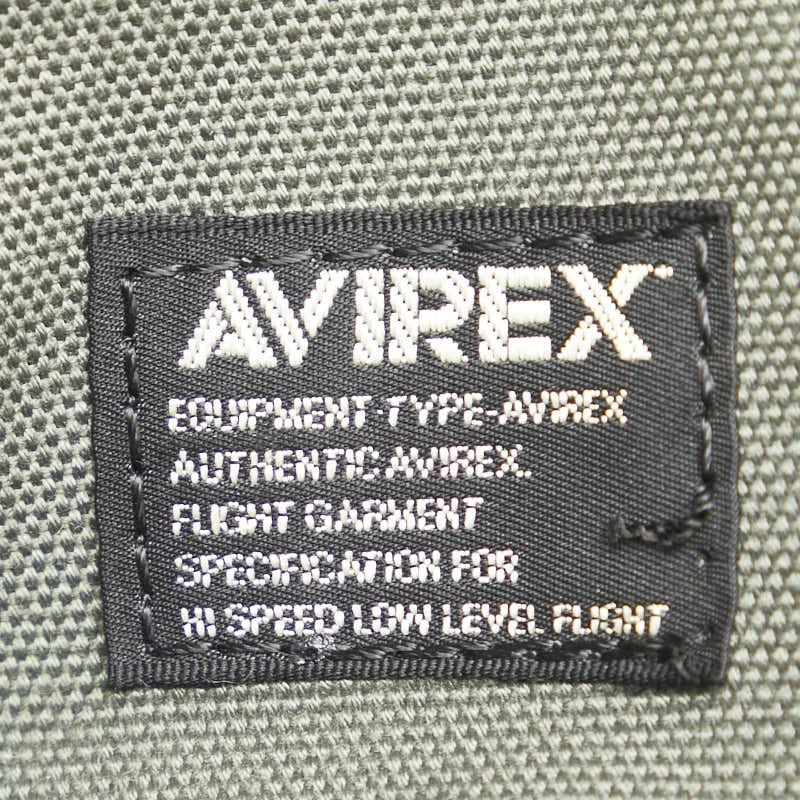 AVIREX
EQUIPMENT-TYPE-AVIREX
AUTHENTIC AVIREX.
FLIGHT GARMENT
SPECIFICATION FOR
HI SPEED LOW LEVEL FLIGHT